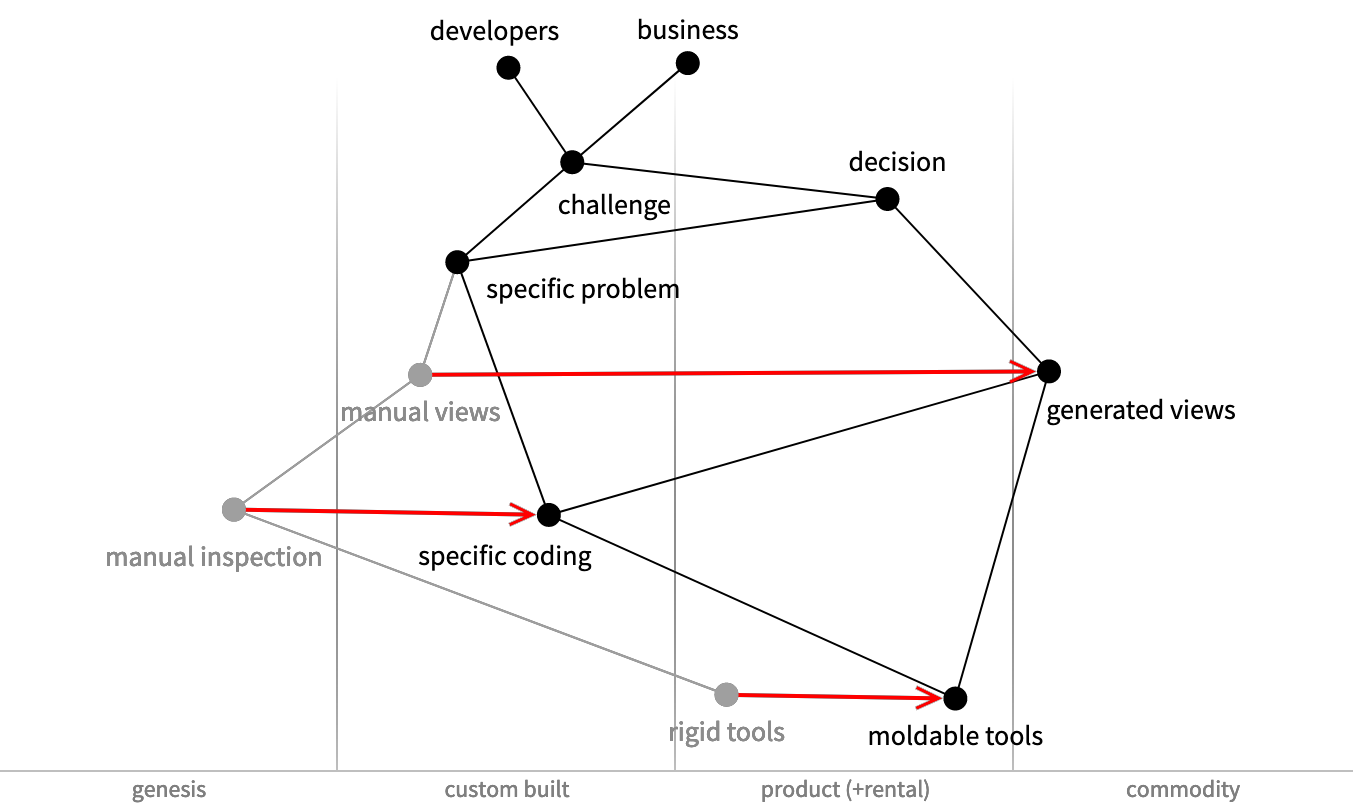 developers
business
decision
challenge
specific problem
manual views
generated views
manual inspection
specific coding
rigid tools
moldable tools
genesis
custom built
product (+rental)
commodity